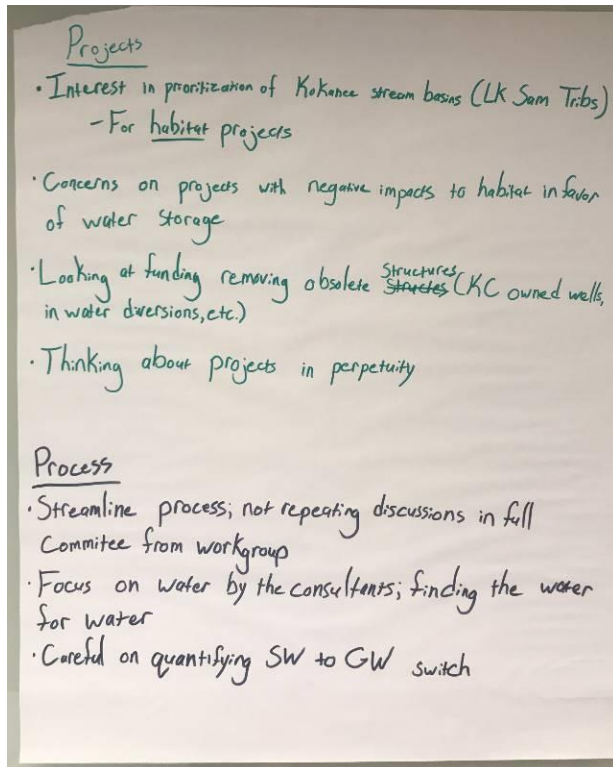 Projects
• Interest in prioritization of Kokanee stream basins (LK Sam Tribs)
- For habitat projects
• Concerns on projects with negative impacts to habitat in favor
of water storage
• Looking at funding removing obsolete Structures (KC owned wells,
in water diversions, etc.)
• Thinking about projects in perpetuity
Process
• Streamline process; not repeating discussions in full
Commitee from workgroup
• Focus on water by the consultants; finding the water
for water
• Careful on quantifying SW to GW switch